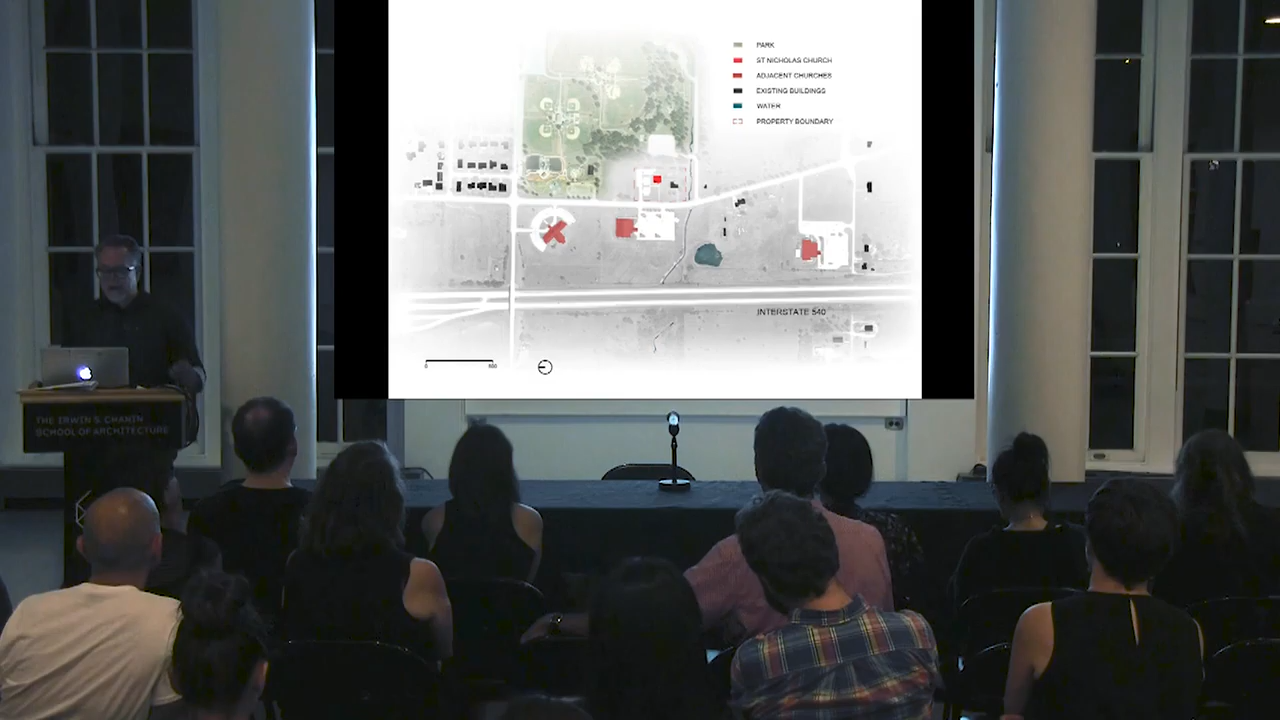 PARK
ST NICHOLAS CHURCH
ADJACENT CHURCHES
EXISTING BUILDINGS
WATER
PROPERTY BOUNDARY
INTERSTATE 540
0
THE IRWIN S. CHANIN
SCHOOL OF ARCHITECTURE